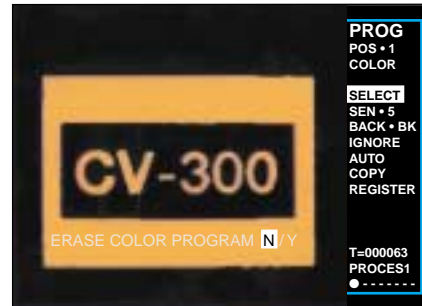 CV-300
ERASE COLOR PROGRAM N/Y
PROG
POS • 1
COLOR
SELECT
SEN • 5
BACK • BK
IGNORE
AUTO
COPY
REGISTER
T=000063
PROCES1
●-------